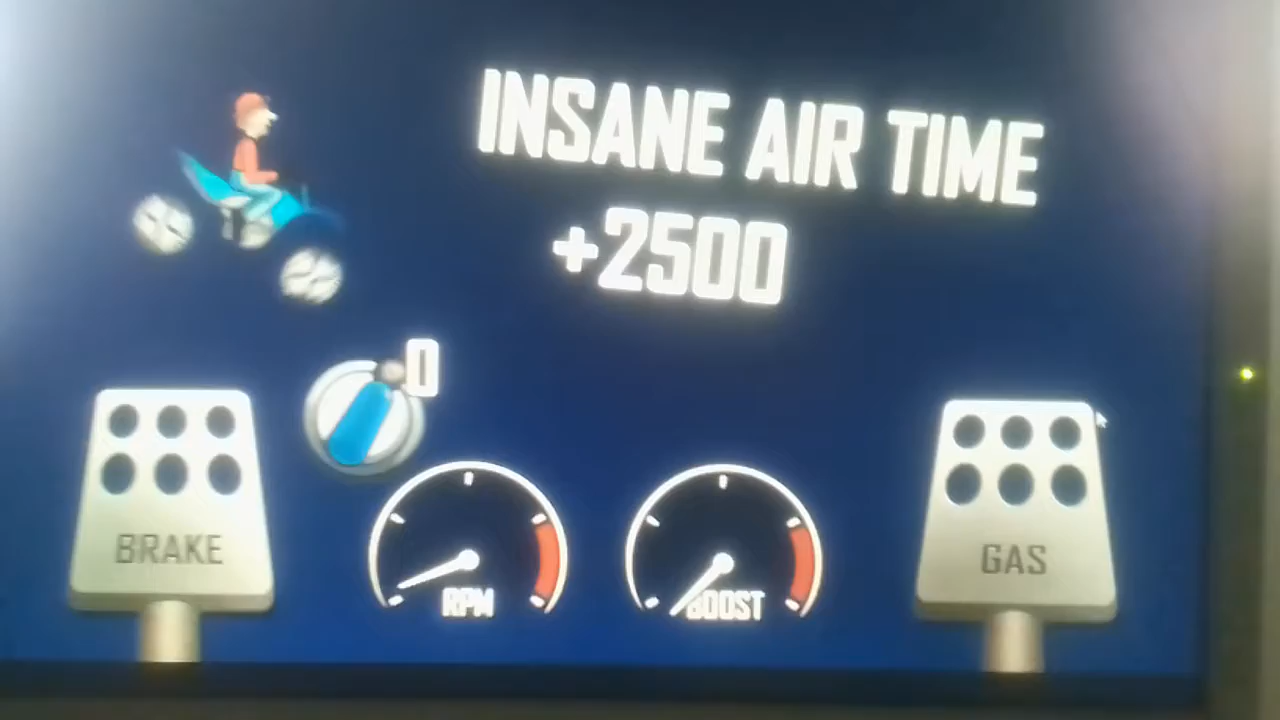 INSANE AIR TIME
+2500
0
BRAKE
RPM
BOOST
GAS